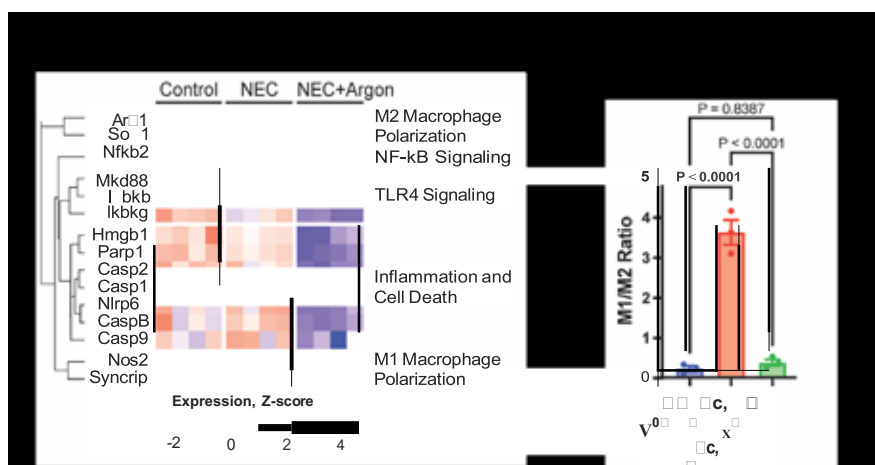 Control NEC NEC+Argon
M2 Macrophage
Polarization
Nfkb2
NF-kB Signaling
Mkd88
TLR4 Signaling
Ikbkg
Hmgb1
Parp1
Casp2
Inflammation and
Casp1
Cell Death
Nlrp6
CaspB
Casp9
Nos2
M1 Macrophage
Syncrip
Polarization
Expression, Z-score
-2 0 2 4
P = 0.8387
P < 0.0001
P < 0.0001
M1/M2 Ratio
5
4
3
2
1
0